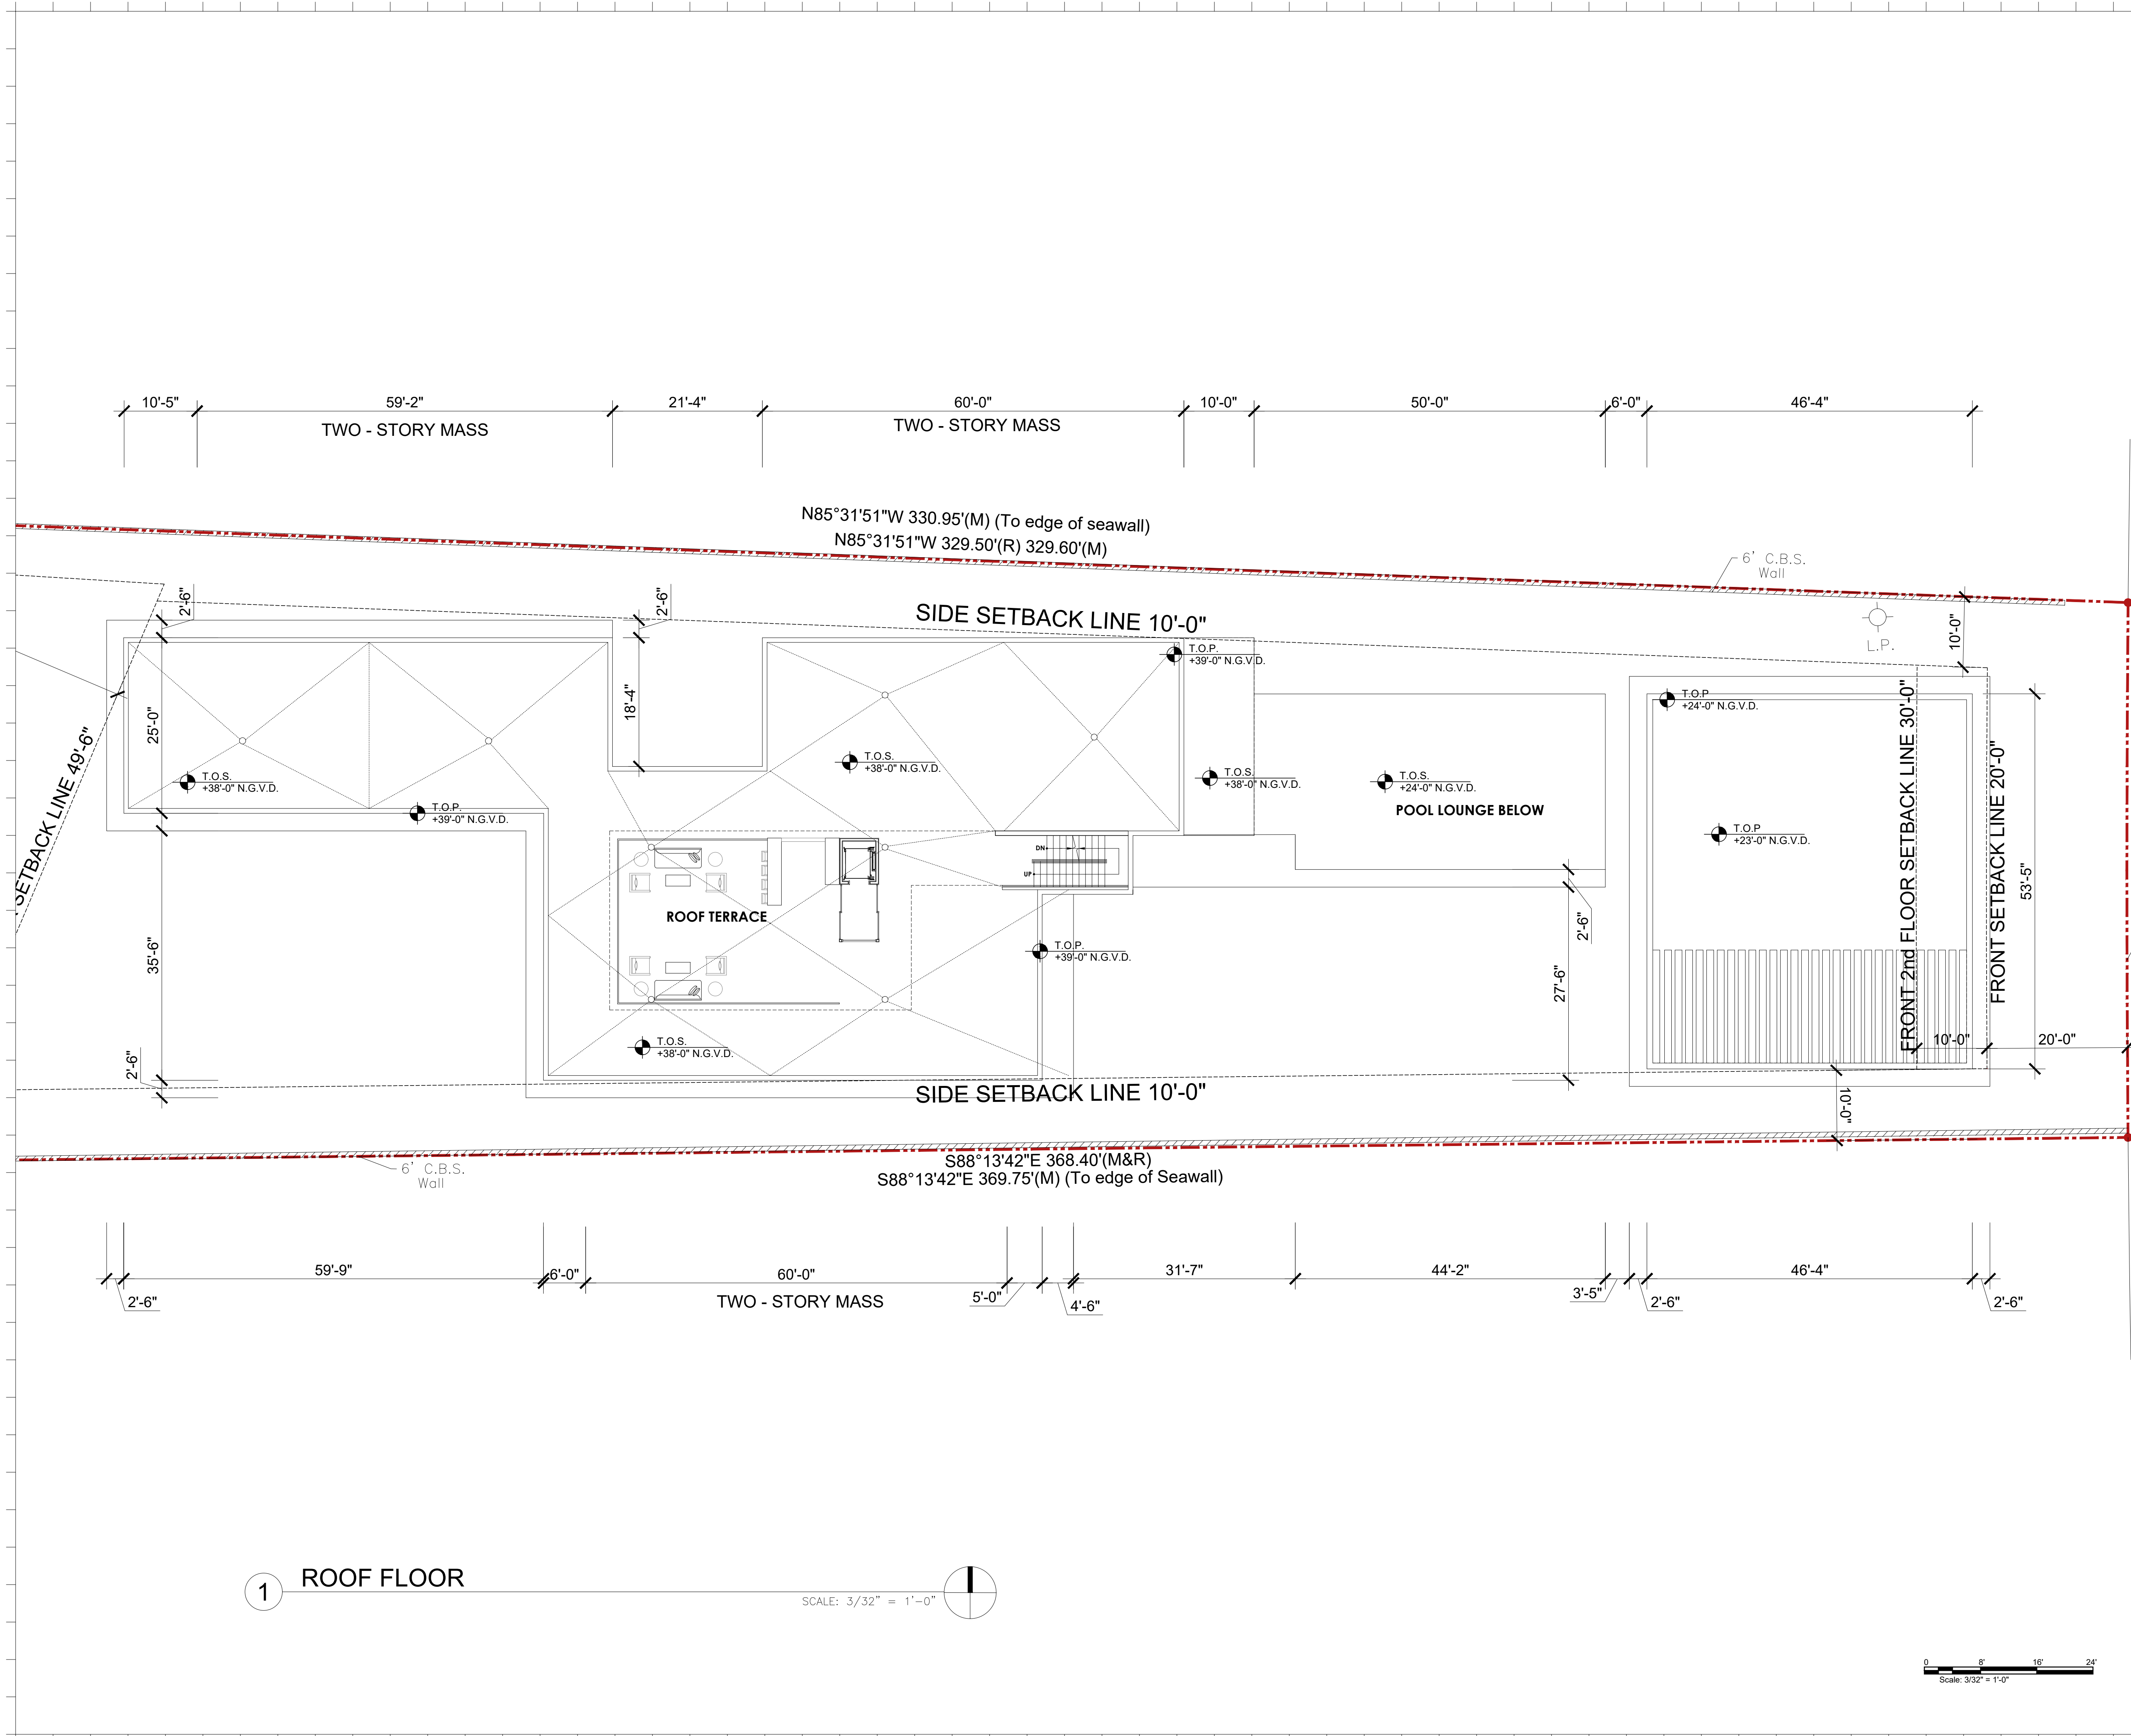 10'-5"
59'-2"
21'-4"
60'-0"
10'-0"
50'-0"
6'-0"
46'-4"
TWO - STORY MASS
TWO - STORY MASS
N85°31'51"W 330.95'(M) (To edge of seawall)
N85°31'51"W 329.50'(R) 329.60'(M)
6' C.B.S.
Wall
2'-6"
2'-6"
SIDE SETBACK LINE 10'-0"
L.P.
10'-0"
T.O.P.
+39'-0" N.G.V.D.
T.O.P
+24'-0" N.G.V.D.
25'-0"
18'-4"
SETBACK LINE 49'-6"
T.O.S.
+38'-0" N.G.V.D.
T.O.S.
+38'-0" N.G.V.D.
T.O.S.
+38'-0" N.G.V.D.
T.O.S.
+24'-0" N.G.V.D.
POOL LOUNGE BELOW
T.O.P.
+39'-0" N.G.V.D.
T.O.P
+23'-0" N.G.V.D.
FRONT 2nd FLOOR SETBACK LINE 30'-0"
FRONT SETBACK LINE 20'-0"
53'-5"
DN
UP
ROOF TERRACE
35'-6"
2'-6"
27'-6"
T.O.P.
+39'-0" N.G.V.D.
T.O.S.
+38'-0" N.G.V.D.
2'-6"
10'-0"
20'-0"
SIDE SETBACK LINE 10'-0"
10'-0"
6' C.B.S.
Wall
S88°13'42"E 368.40'(M&R)
S88°13'42"E 369.75'(M) (To edge of Seawall)
59'-9"
6'-0"
60'-0"
31'-7"
44'-2"
46'-4"
2'-6"
TWO - STORY MASS
5'-0"
4'-6"
3'-5"
2'-6"
2'-6"
1
ROOF FLOOR
SCALE: 3/32" = 1'-0"
0 8' 16' 24'
Scale: 3/32" = 1'-0"